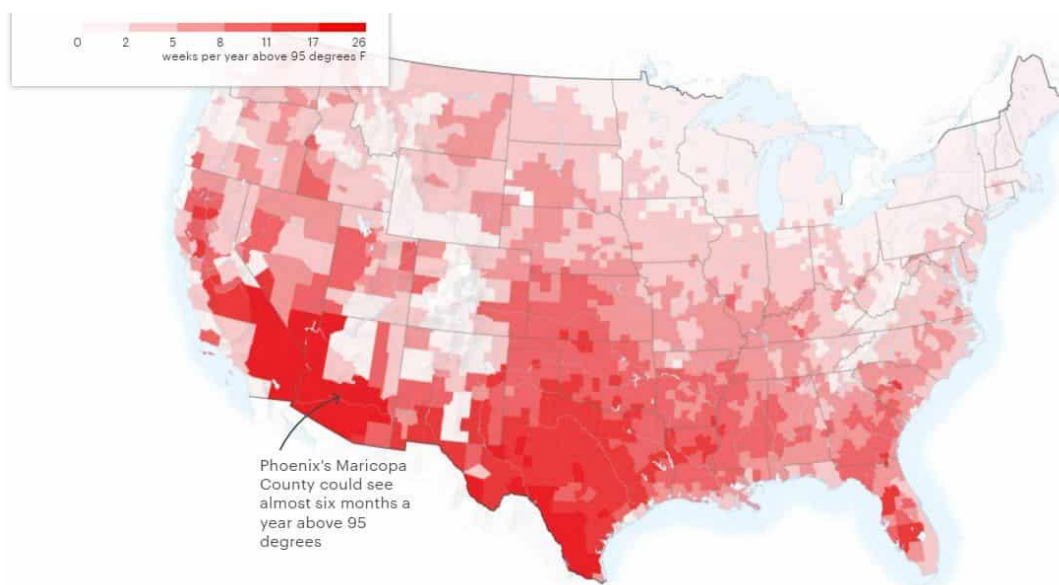 0 2 5 8 11 17 26
weeks per year above 95 degrees F
Phoenix's Maricopa
County could see
almost six months a
year above 95
degrees